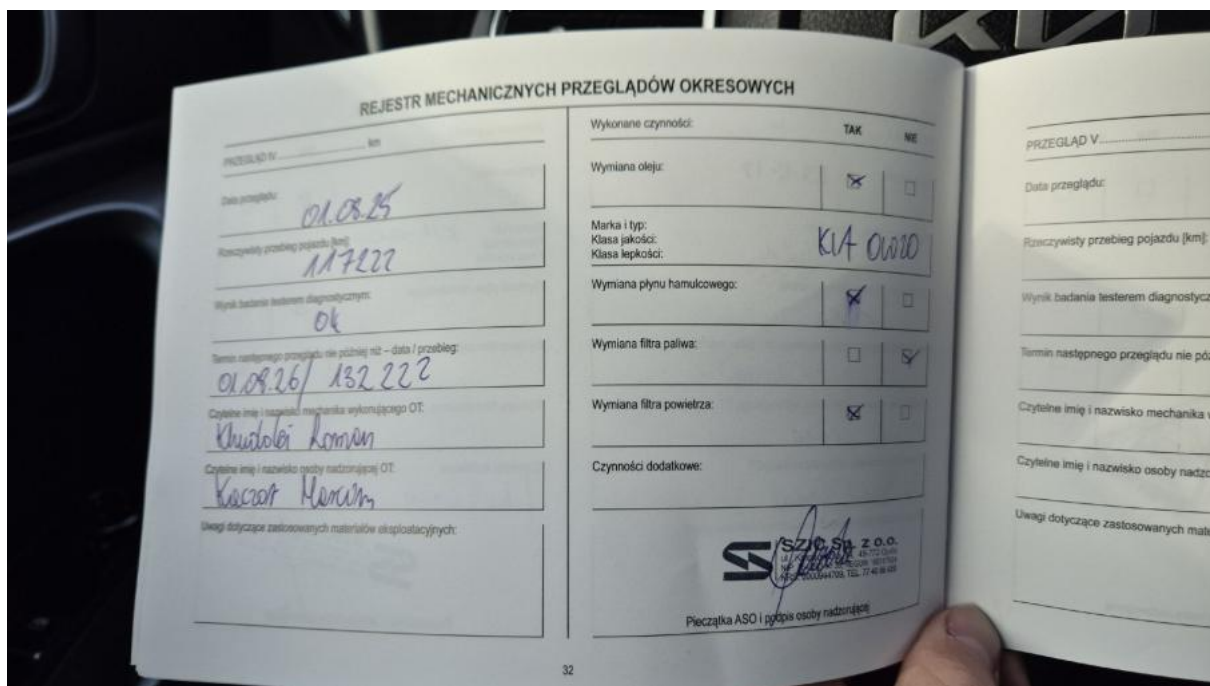 REJESTR MECHANICZNYCH PRZEGLĄDÓW OKRESOWYCH
PRZEGLĄD IV .......... km
Data przeglądu:
01.08.25
Rzeczywisty przebieg pojazdu [km]:
117222
Wynik badania testerem diagnostycznym:
Ok
Termin następnego przeglądu nie później niż – data / przebieg:
01.08.26/ 132 222
Czytelne imię i nazwisko mechanika wykonującego OT:
Khudolei Roman
Czytelne imię i nazwisko osoby nadzorującej OT:
Marcin
Uwagi dotyczące zastosowanych materiałów eksploatacyjnych:
Wykonane czynności:
TAK
NIE
Wymiana oleju:
Marka i typ:
Klasa jakości:
Klasa lepkości:
KIA 0W20
Wymiana płynu hamulcowego:
Wymiana filtra paliwa:
Wymiana filtra powietrza:
Czynności dodatkowe:
SZIC Sp. z o.o.
Pieczątka ASO i podpis osoby nadzorującej
32
PRZEGLĄD V ..........
Data przeglądu:
Rzeczywisty przebieg pojazdu [km]:
Wynik badania testerem diagnostycz
Termin następnego przeglądu nie póź
Czytelne imię i nazwisko mechanika w
Czytelne imię i nazwisko osoby nadzo
Uwagi dotyczące zastosowanych mate